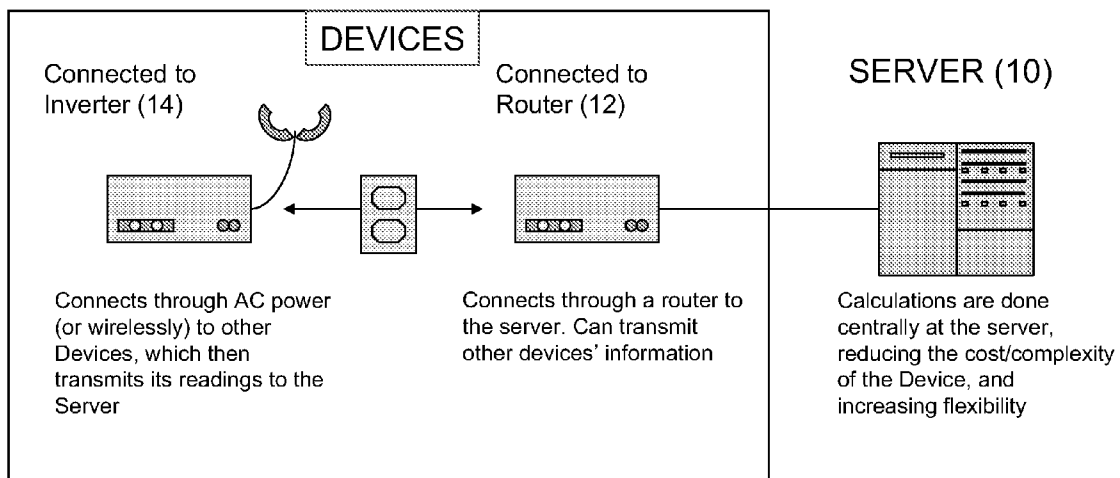 DEVICES
Connected to
Inverter (14)
Connected to
Router (12)
SERVER (10)
Connects through AC power
(or wirelessly) to other
Devices, which then
transmits its readings to the
Server
Connects through a router to
the server. Can transmit
other devices' information
Calculations are done
centrally at the server,
reducing the cost/complexity
of the Device, and
increasing flexibility